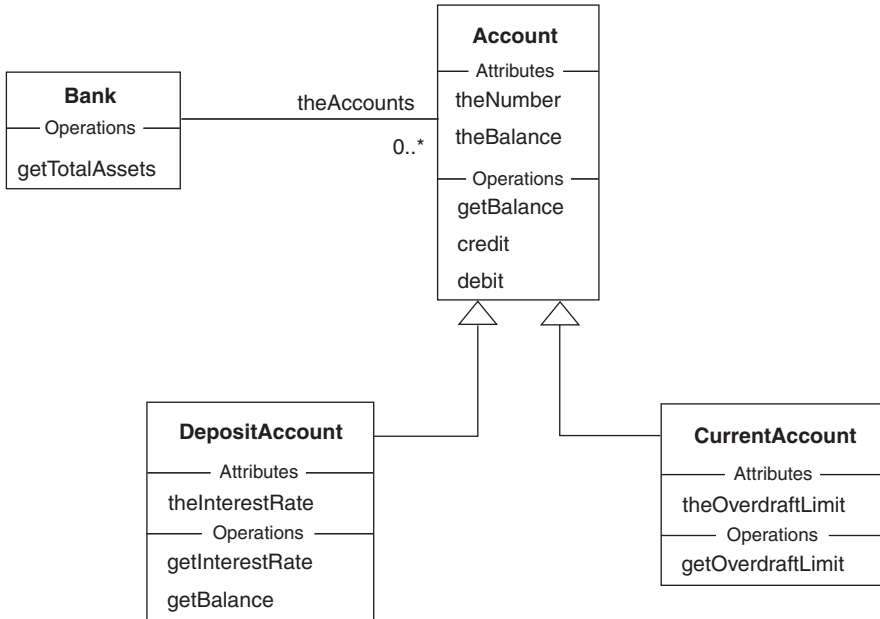 Bank
Operations
getTotalAssets
theAccounts
0..*
Account
Attributes
theNumber
theBalance
Operations
getBalance
credit
debit
DepositAccount
Attributes
theInterestRate
Operations
getInterestRate
getBalance
CurrentAccount
Attributes
theOverdraftLimit
Operations
getOverdraftLimit